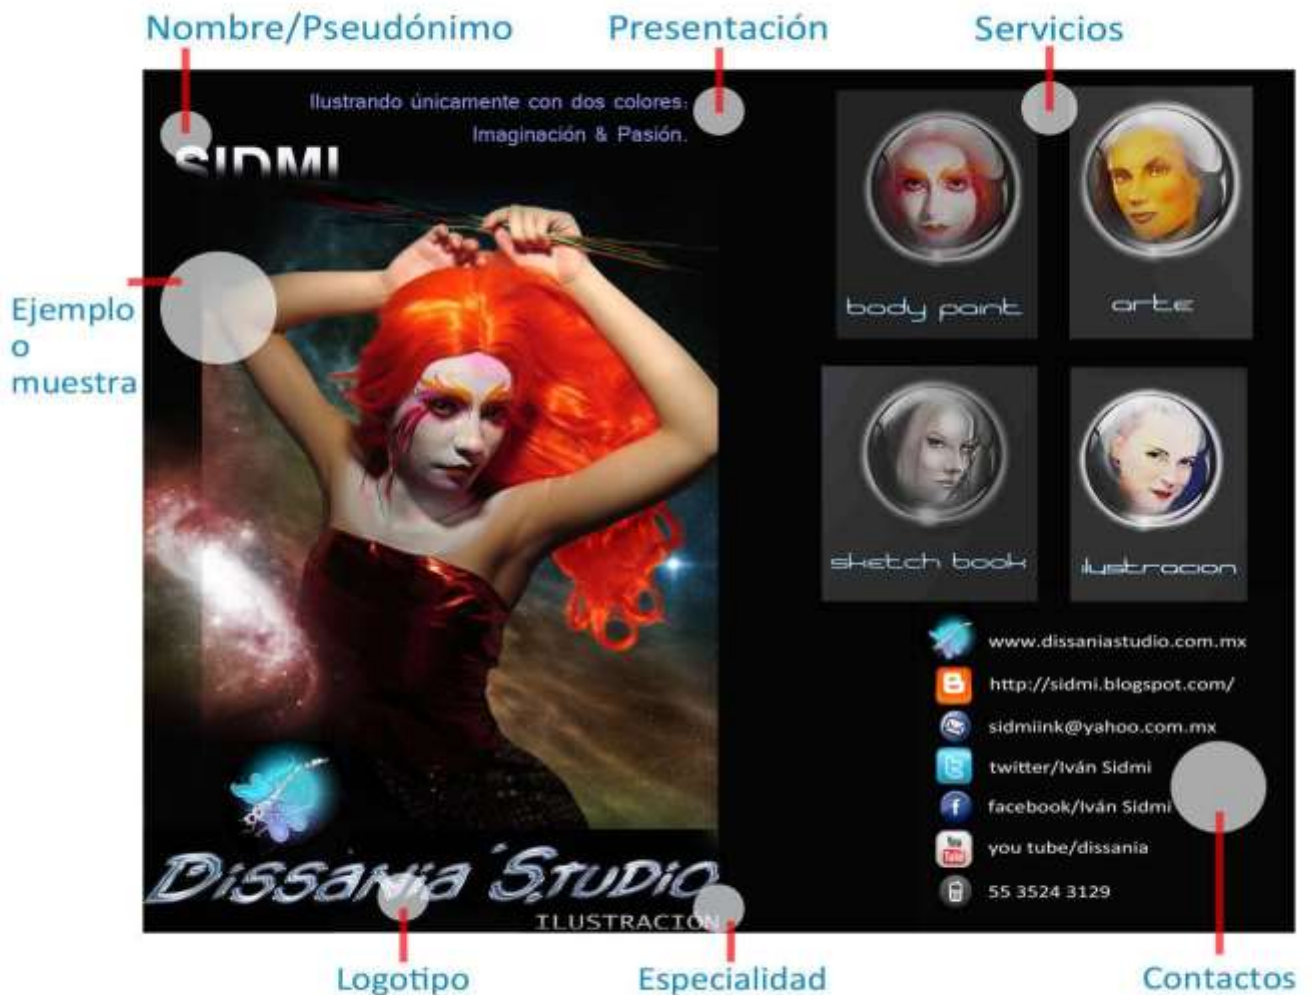 Nombre/Pseudónimo
Presentación
Servicios
Ilustrando únicamente con dos colores:
Imaginación & Pasión.
SIDMI
Ejemplo
o
muestra
body paint
arte
sketch book
ilustracion
www.dissaniastudio.com.mx
http://sidmi.blogspot.com/
sidmiink@yahoo.com.mx
twitter/Iván Sidmi
facebook/Iván Sidmi
you tube/dissania
55 3524 3129
Dissania Studio
ILUSTRACIÓN
Logotipo
Especialidad
Contactos